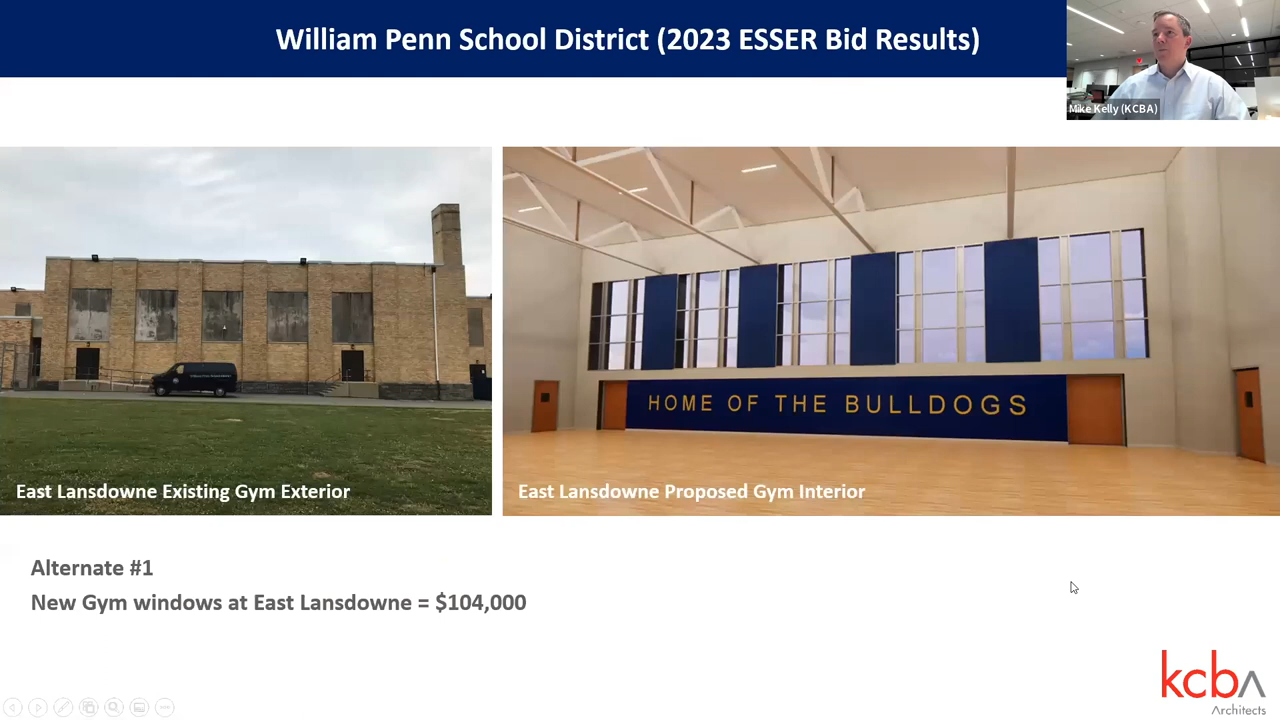 William Penn School District (2023 ESSER Bid Results)
Mike Kelly (KCBA)
East Lansdowne Existing Gym Exterior
HOME OF THE BULLDOGS
East Lansdowne Proposed Gym Interior
Alternate #1
New Gym windows at East Lansdowne = $104,000
kcba
Architects